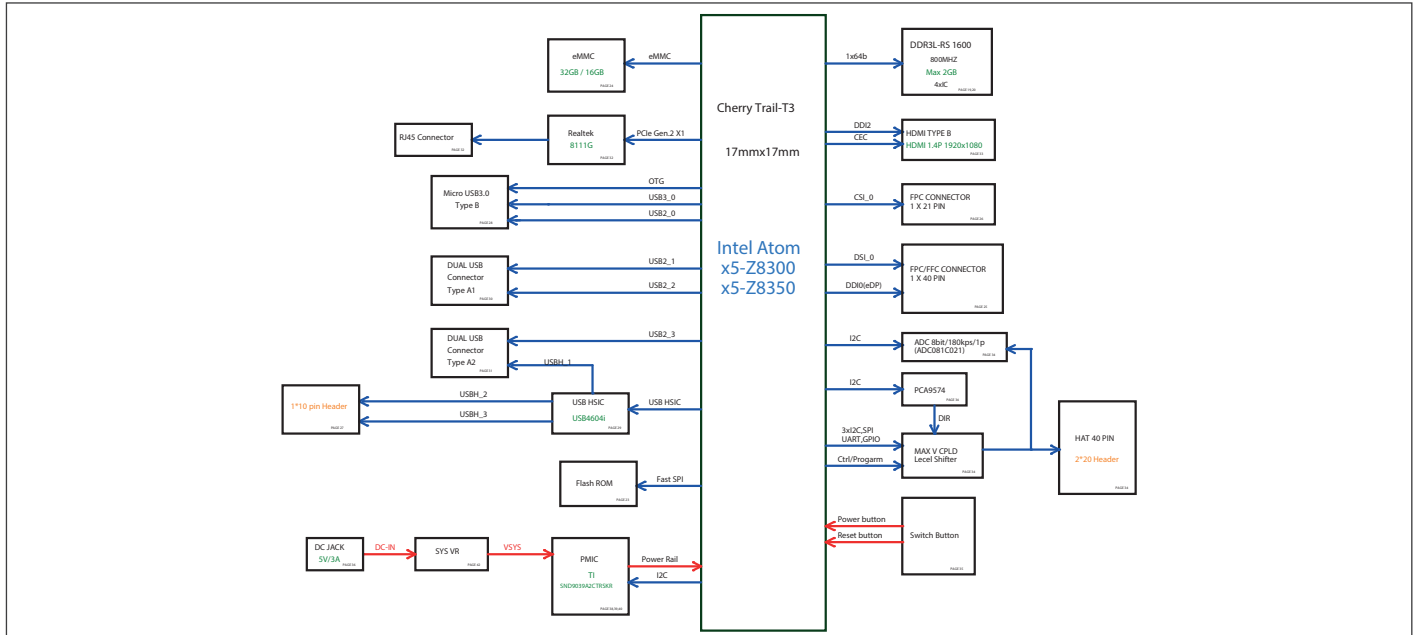 eMMC
32GB / 16GB
eMMC
1x64b
DDR3L-RS 1600
800MHZ
Max 2GB
4xIC
Cherry Trail-T3
17mmx17mm
RJ45 Connector
Realtek
8111G
PCIe Gen.2 X1
DDI2
CEC
HDMI TYPE B
HDMI 1.4P 1920x1080
Micro USB3.0
Type B
OTG
USB3_0
USB2_0
CSI_0
FPC CONNECTOR
1 X 21 PIN
Intel Atom
x5-Z8300
x5-Z8350
DUAL USB
Connector
Type A1
USB2_1
USB2_2
DSI_0
DDI0(eDP)
FPC/FFC CONNECTOR
1 X 40 PIN
DUAL USB
Connector
Type A2
USB2_3
USBH_1
I2C
ADC 8bit/180kps/1p
(ADC081C021)
1*10 pin Header
USBH_2
USBH_3
USB HSIC
USB4604i
USB HSIC
I2C
PCA9574
DIR
3xI2C,SPI
UART,GPIO
Ctrl/Progarm
MAX V CPLD
Lecel Shifter
HAT 40 PIN
2*20 Header
Flash ROM
Fast SPI
Power button
Reset button
Switch Button
DC JACK
5V/3A
DC-IN
SYS VR
VSYS
PMIC
TI
SND9039A2CTRSKR
Power Rail
I2C